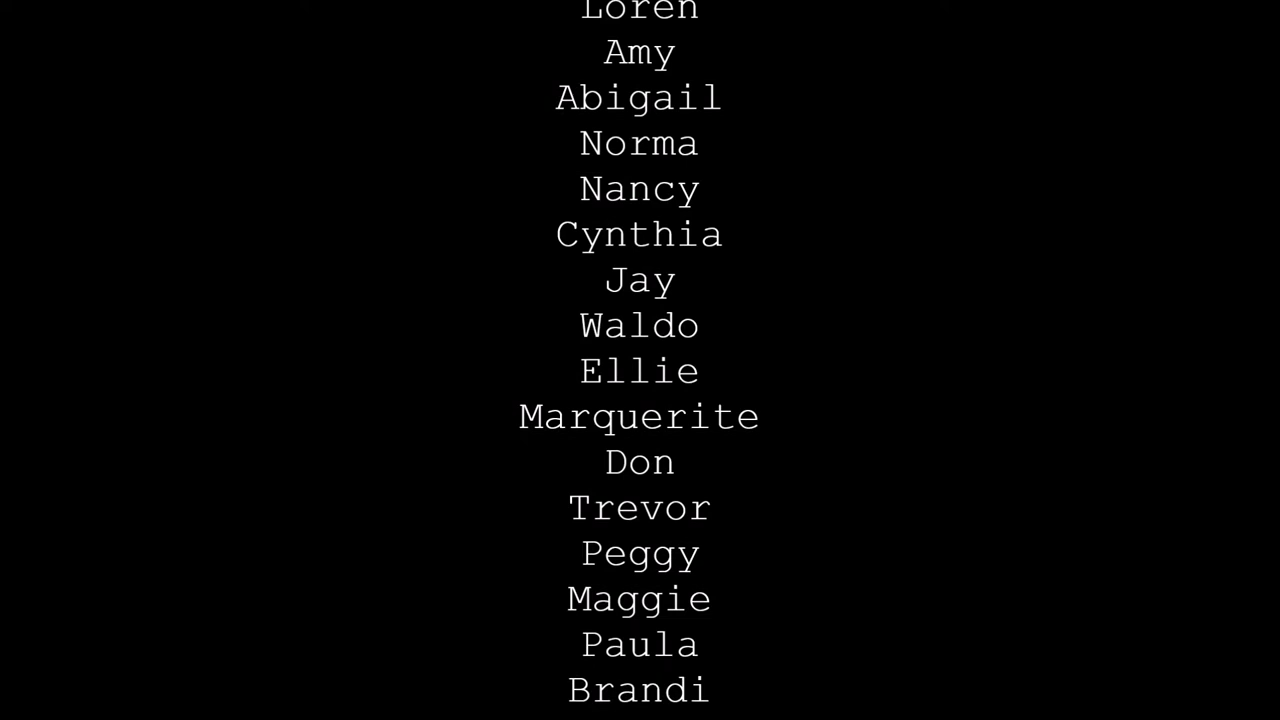 Loren
Amy
Abigail
Norma
Nancy
Cynthia
Jay
Waldo
Ellie
Marquerite
Don
Trevor
Peggy
Maggie
Paula
Brandi